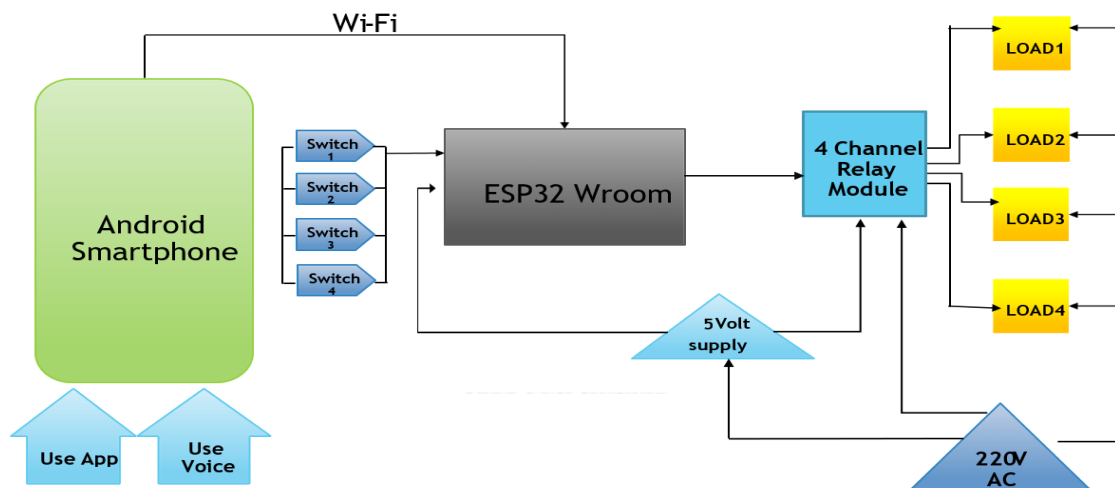 Wi-Fi
Android
Smartphone
Use App
Use
Voice
Switch
1
Switch
2
Switch
3
Switch
4
ESP32 Wroom
5Volt
supply
4 Channel
Relay
Module
LOAD1
LOAD2
LOAD3
LOAD4
220V
AC